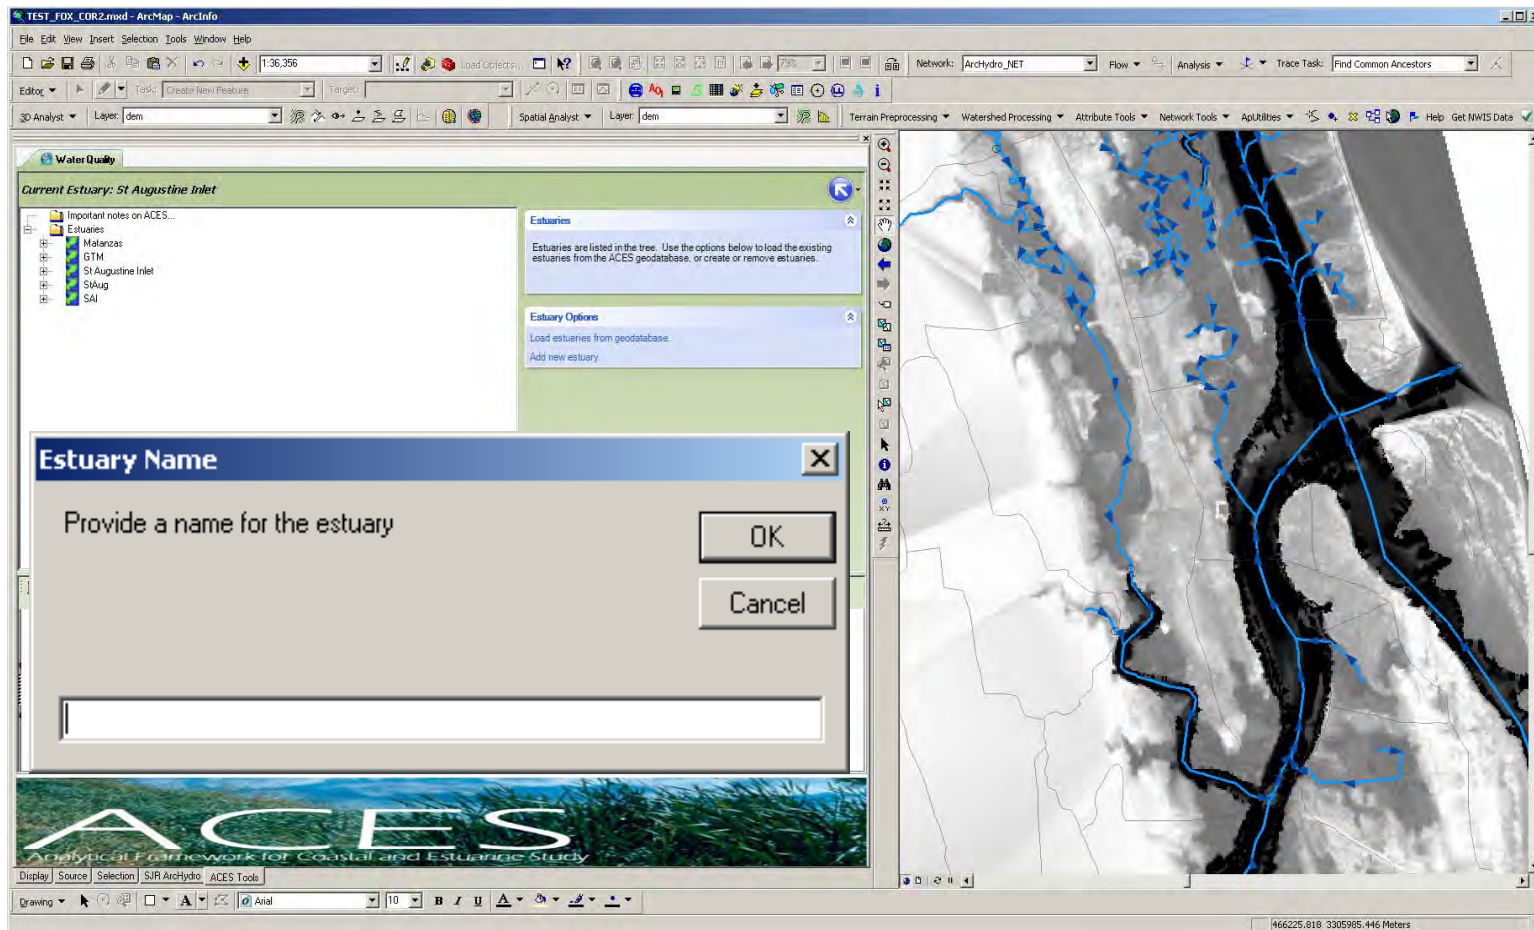 TEST_FOX_COR2.mxd - ArcMap - ArcInfo
File Edit View Insert Selection Tools Window Help
1:36,356 Load Objects... 79% Network: ArcHydro_NET Flow Analysis Trace Task: Find Common Ancestors
Editor Task: Create New Feature Target:
3D Analyst Layer: dem Spatial Analyst Layer: dem Terrain Preprocessing Watershed Processing Attribute Tools Network Tools ApUtilities Help Get NWIS Data
Water Quality
Current Estuary: St Augustine Inlet
Important notes on ACES...
Estuaries
Matanzas
GTM
St Augustine Inlet
StAug
SAI
Estuaries
Estuaries are listed in the tree. Use the options below to load the existing
estuaries from the ACES geodatabase, or create or remove estuaries.
Estuary Options
Load estuaries from geodatabase.
Add new estuary.
Estuary Name
Provide a name for the estuary
OK
Cancel
ACES
Analytical Framework for Coastal and Estuarine Study
Display Source Selection SJR ArcHydro ACES Tools
Drawing A Arial 10 B I U A
466225.818 3305985.446 Meters